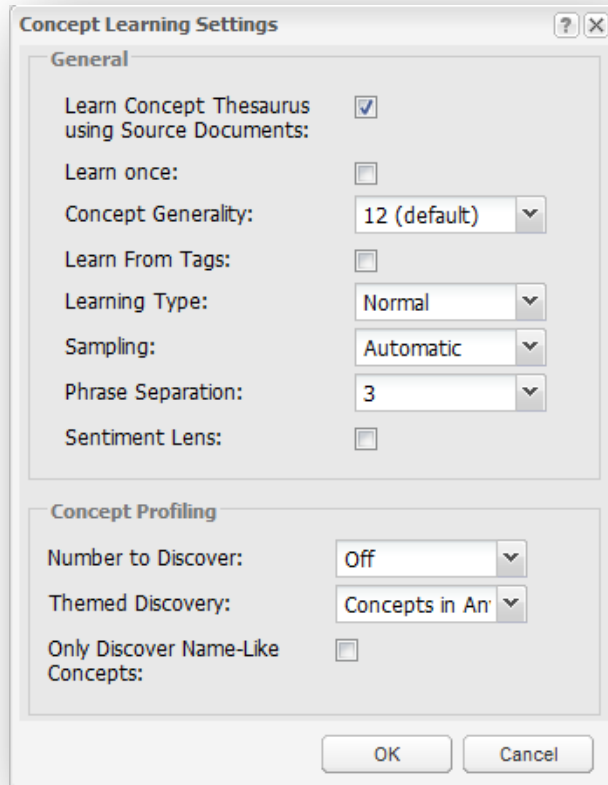 Concept Learning Settings
General
Learn Concept Thesaurus
using Source Documents:
Learn once:
Concept Generality: 12 (default)
Learn From Tags:
Learning Type: Normal
Sampling: Automatic
Phrase Separation: 3
Sentiment Lens:
Concept Profiling
Number to Discover: Off
Themed Discovery: Concepts in An
Only Discover Name-Like
Concepts:
OK Cancel